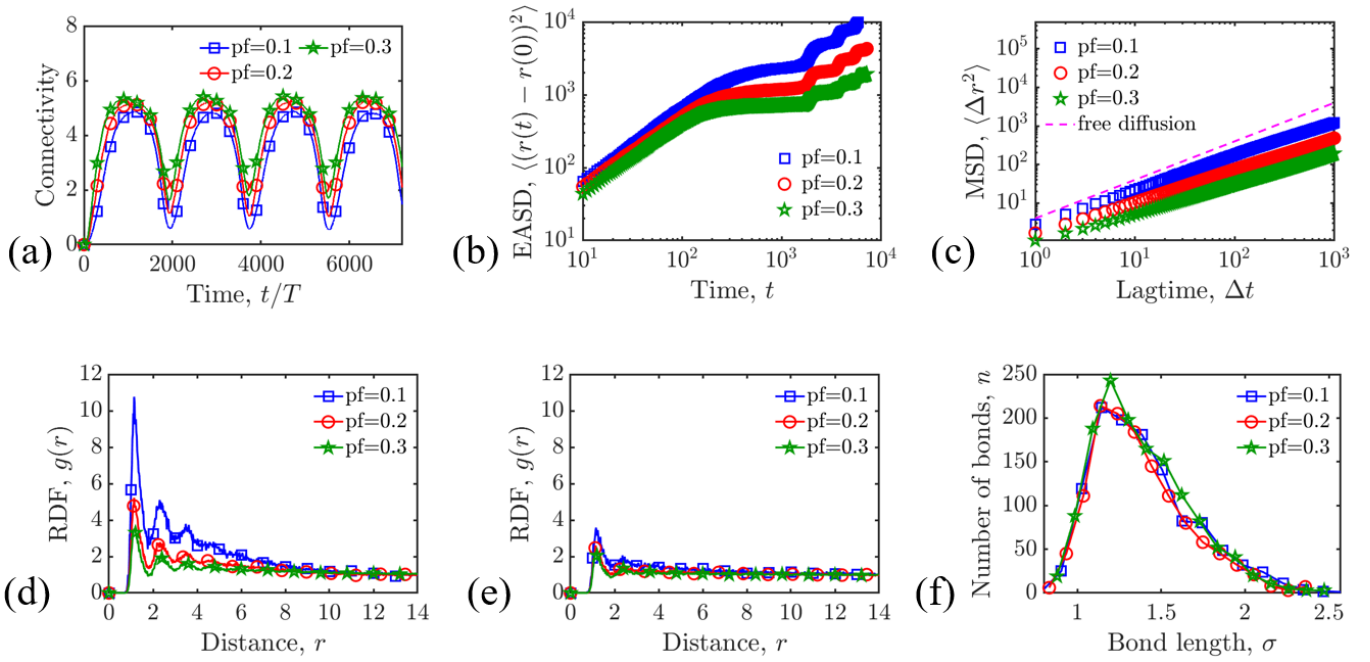 8
6
4
2
0
Connectivity
pf=0.1
pf=0.3
pf=0.2
0
2000
4000
6000
Time, t/T
(a)
10^4
10^3
10^2
10^1
EASD, ⟨(r(t) − r(0))^2⟩
pf=0.1
pf=0.2
pf=0.3
10^1
10^2
10^3
10^4
Time, t
(b)
10^5
10^4
10^3
10^2
10^1
MSD, ⟨Δr^2⟩
pf=0.1
pf=0.2
pf=0.3
free diffusion
10^0
10^1
10^2
10^3
Lagtime, Δt
(c)
12
10
8
6
4
2
0
RDF, g(r)
pf=0.1
pf=0.2
pf=0.3
0
2
4
6
8
10
12
14
Distance, r
(d)
12
10
8
6
4
2
0
RDF, g(r)
pf=0.1
pf=0.2
pf=0.3
0
2
4
6
8
10
12
14
Distance, r
(e)
250
200
150
100
50
0
Number of bonds, n
pf=0.1
pf=0.2
pf=0.3
1
1.5
2
2.5
Bond length, σ
(f)